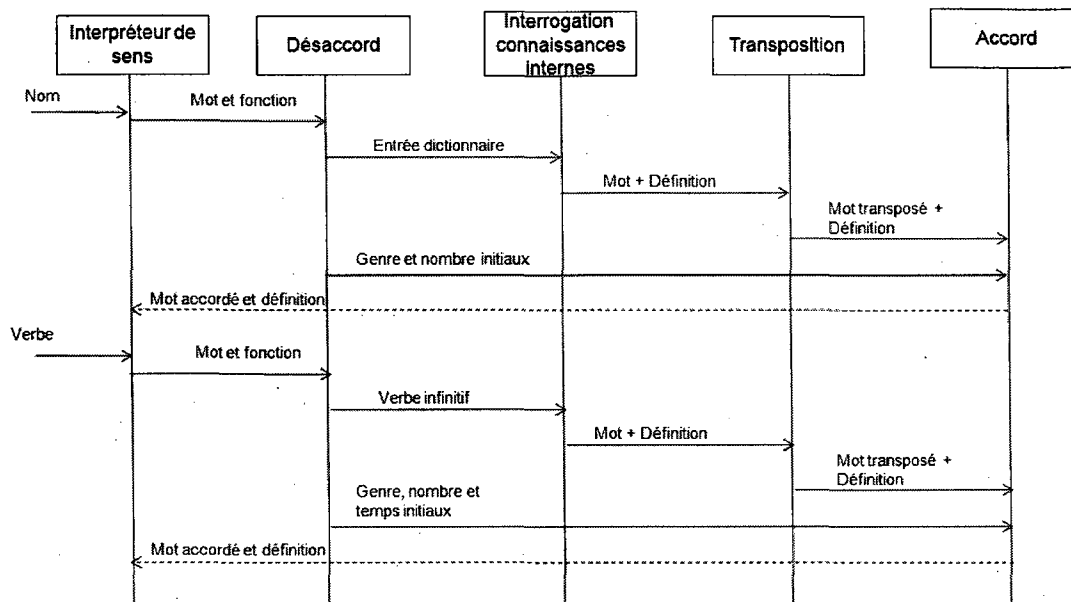 Interpréteur de
sens
Désaccord
Interrogation
connaissances
internes
Transposition
Accord
Nom
Mot et fonction
Entrée dictionnaire
Mot + Définition
Mot transposé +
Définition
Genre et nombre initiaux
Mot accordé et définition
Verbe
Mot et fonction
Verbe infinitif
Mot + Définition
Mot transposé +
Définition
Genre, nombre et
temps initiaux
Mot accordé et définition